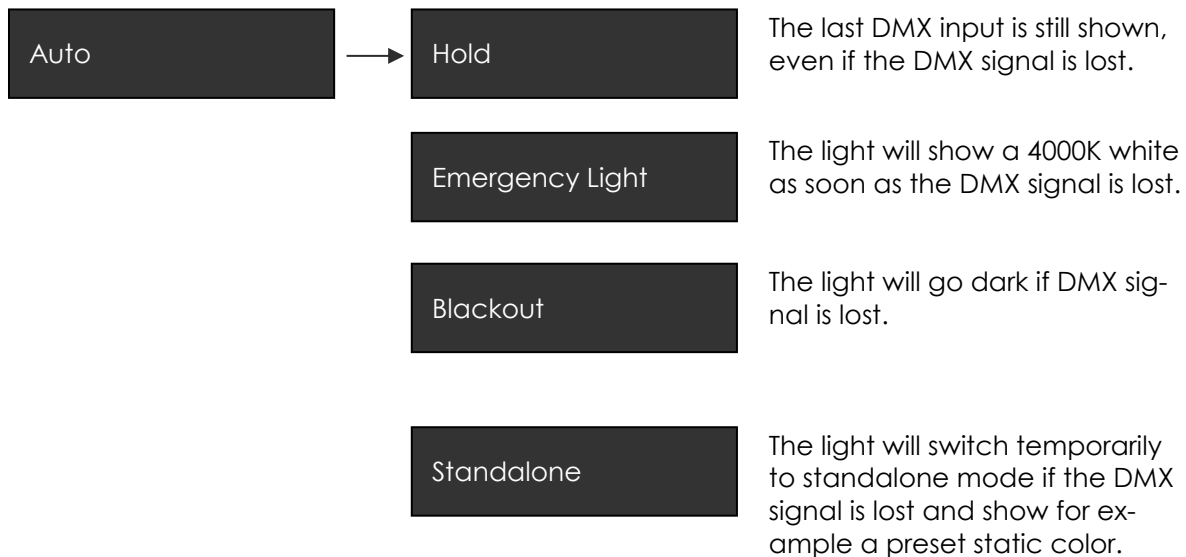 Auto
Hold
The last DMX input is still shown,
even if the DMX signal is lost.
Emergency Light
The light will show a 4000K white
as soon as the DMX signal is lost.
Blackout
The light will go dark if DMX sig-
nal is lost.
Standalone
The light will switch temporarily
to standalone mode if the DMX
signal is lost and show for ex-
ample a preset static color.